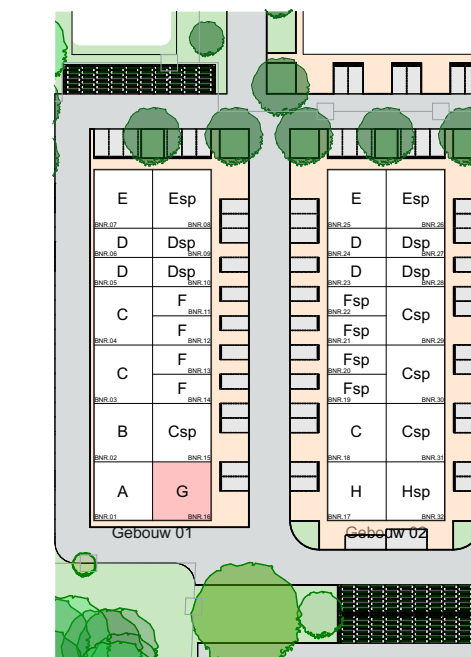 E Esp E Esp
BNR.07 BNR.08 BNR.25 BNR.26
D Dsp D Dsp
BNR.06 BNR.09 BNR.24 BNR.27
D Dsp D Dsp
BNR.05 BNR.10 BNR.23 BNR.28
F Fsp
C BNR.11 BNR.22 Csp
F Fsp
BNR.04 BNR.12 BNR.21 BNR.29
F Fsp
C BNR.13 BNR.20 Csp
F Fsp
BNR.03 BNR.14 BNR.19 BNR.30
B Csp C Csp
BNR.02 BNR.15 BNR.18 BNR.31
A G H Hsp
BNR.01 BNR.16 BNR.17 BNR.32
Gebouw 01 Gebouw 02